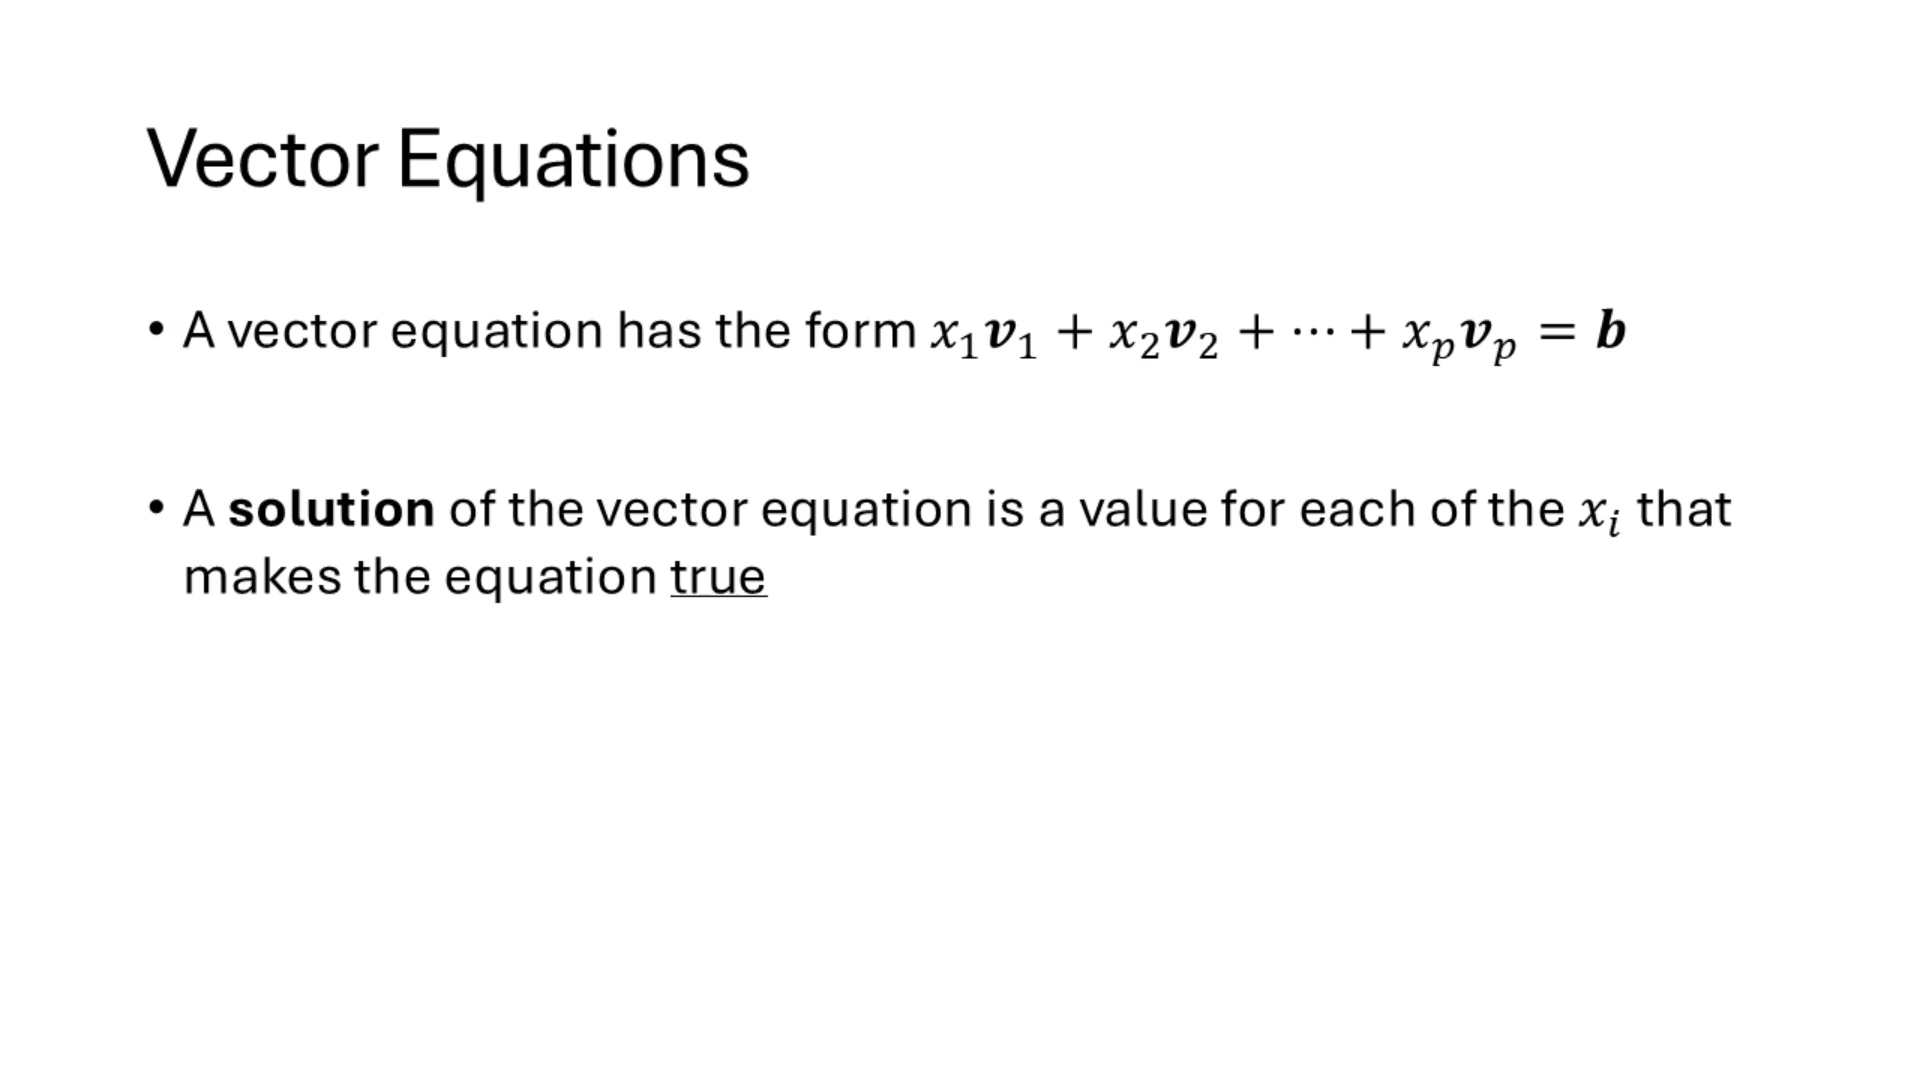 Vector Equations
• A vector equation has the form 𝑥₁𝒗₁ + 𝑥₂𝒗₂ + ⋯ + 𝑥ₚ𝒗ₚ = 𝒃
• A solution of the vector equation is a value for each of the 𝑥ᵢ that
makes the equation true